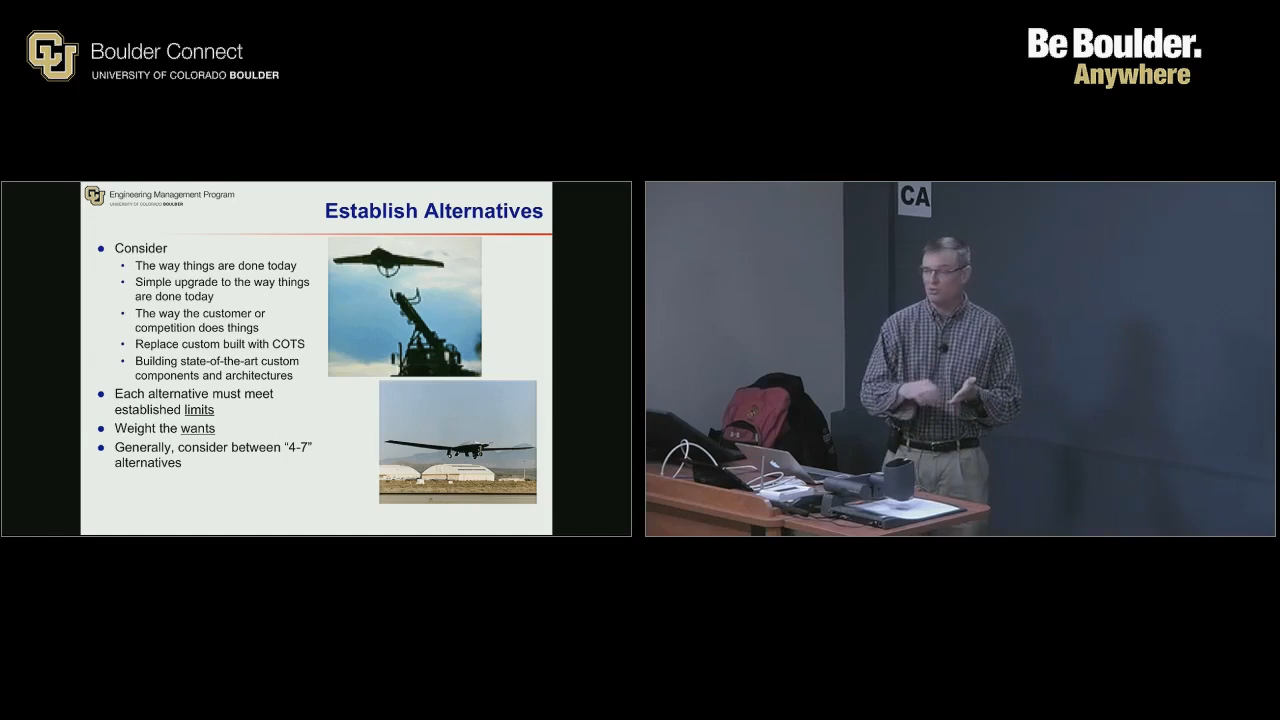 Boulder Connect
UNIVERSITY OF COLORADO BOULDER
Be Boulder.
Anywhere
Engineering Management Program
UNIVERSITY OF COLORADO BOULDER
Establish Alternatives
Consider
The way things are done today
Simple upgrade to the way things
are done today
The way the customer or
competition does things
Replace custom built with COTS
Building state-of-the-art custom
components and architectures
Each alternative must meet
established limits
Weight the wants
Generally, consider between “4-7”
alternatives
CA